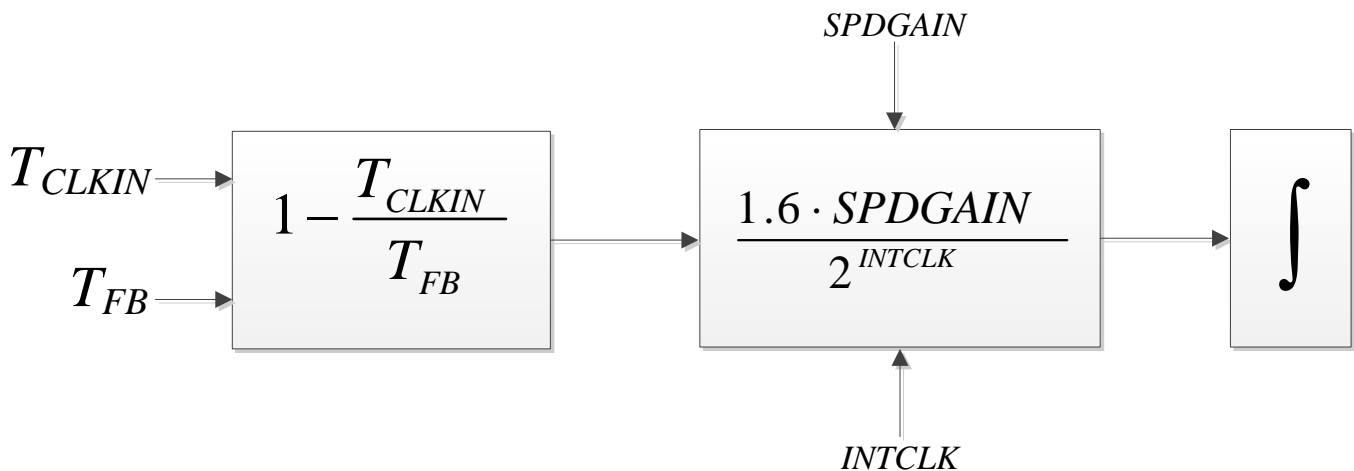 SPDGAIN
T_CLKIN
T_FB
1 − T_CLKIN / T_FB
1.6 · SPDGAIN / 2^INTCLK
∫
INTCLK